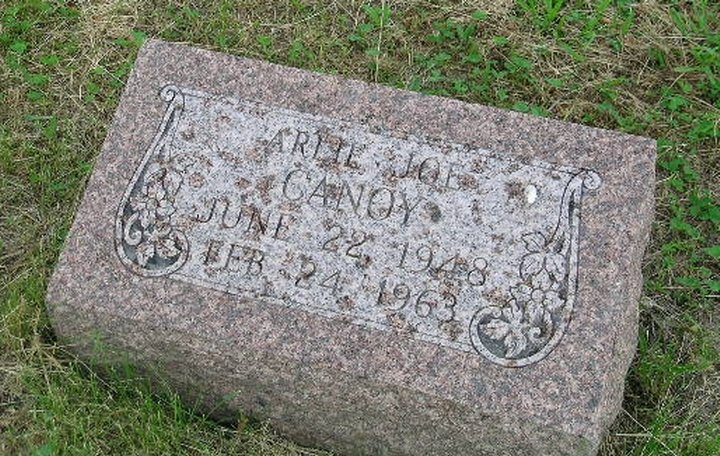 ARLIE JOE
CANOY
JUNE 22 1948
FEB 24 1963